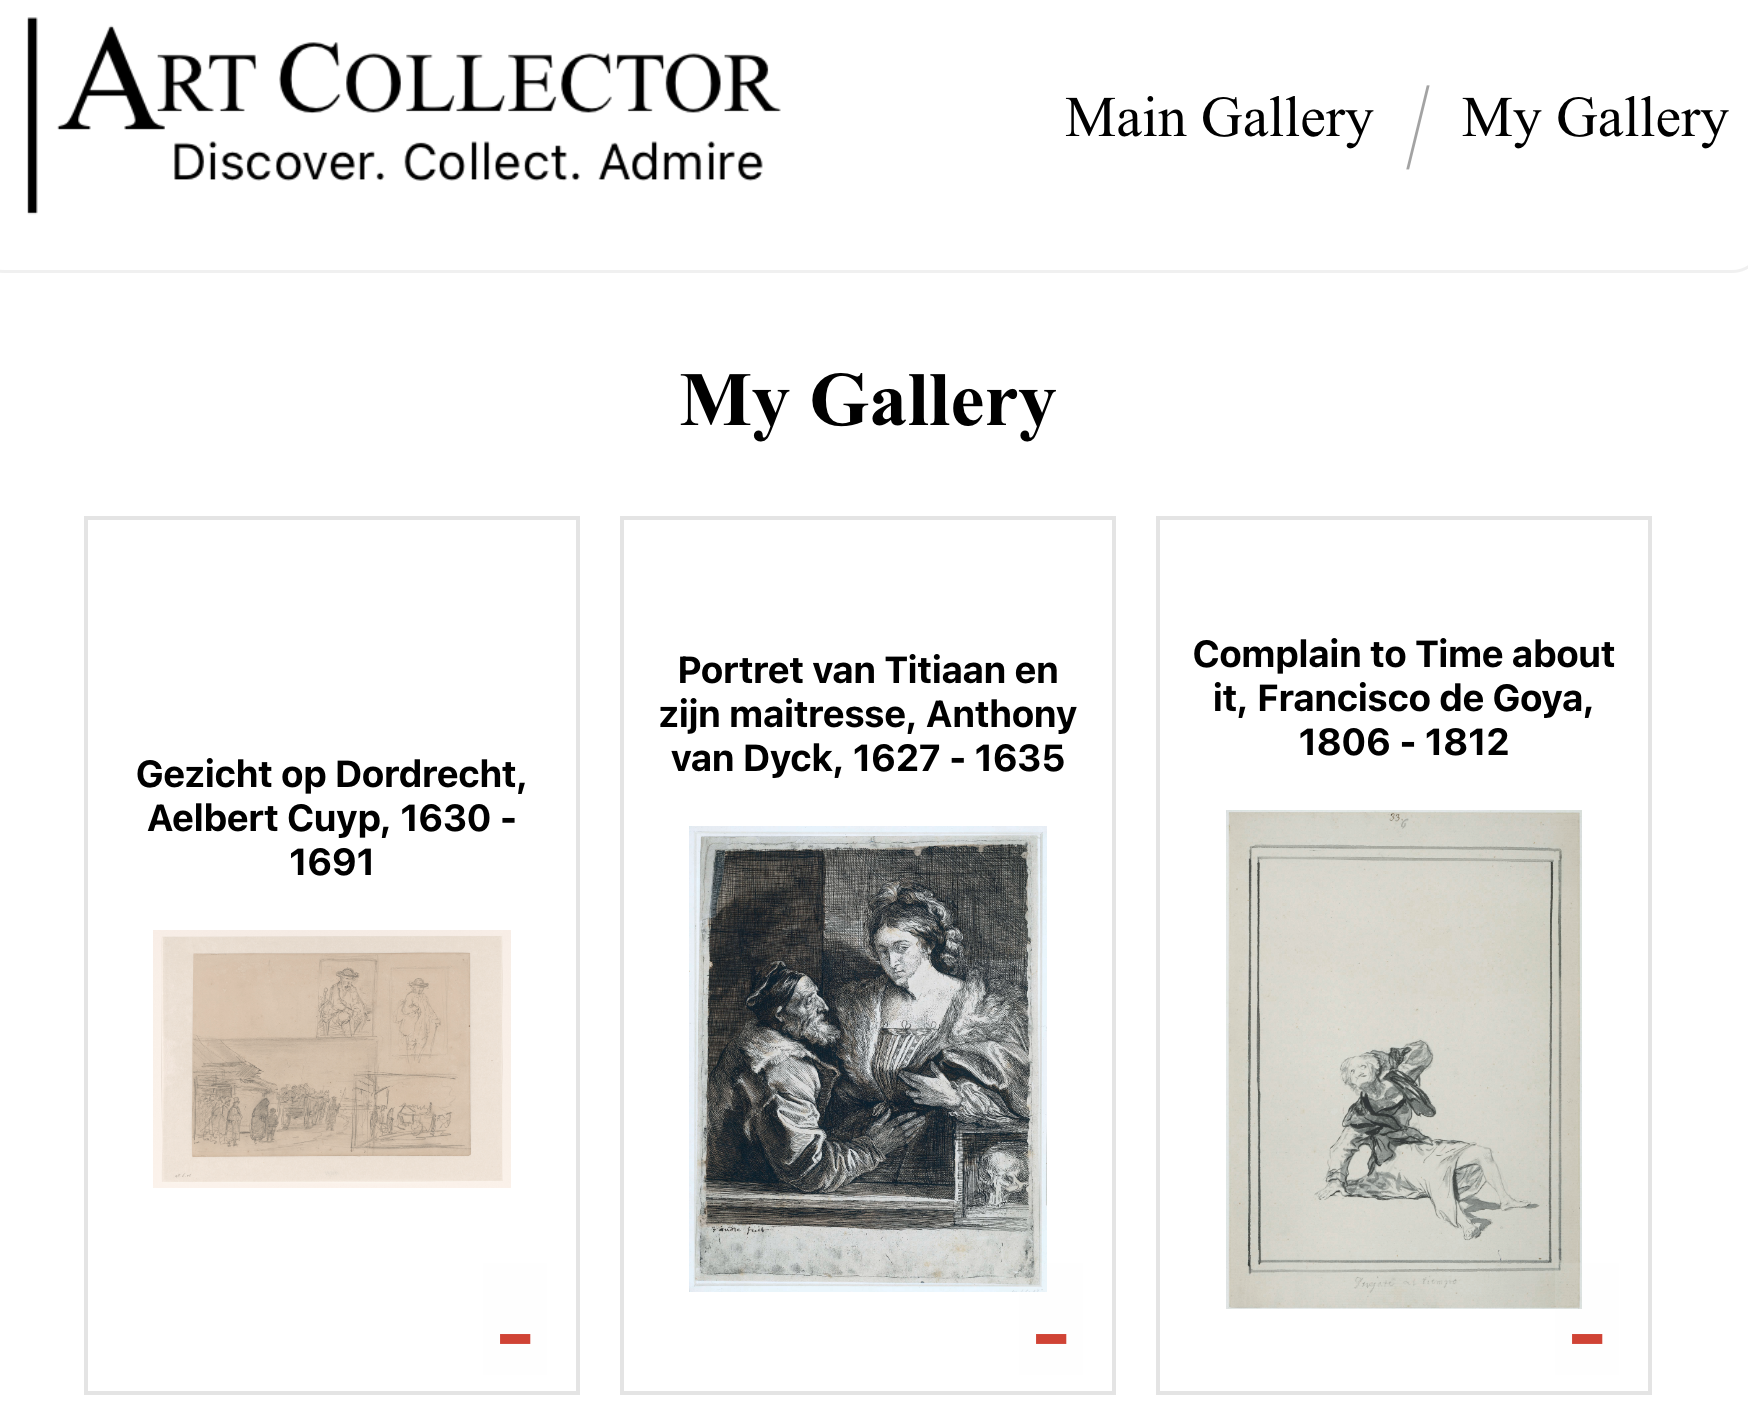 ART COLLECTOR
Discover. Collect. Admire
Main Gallery / My Gallery
My Gallery
Gezicht op Dordrecht,
Aelbert Cuyp, 1630 -
1691
Portret van Titiaan en
zijn maitresse, Anthony
van Dyck, 1627 - 1635
Complain to Time about
it, Francisco de Goya,
1806 - 1812